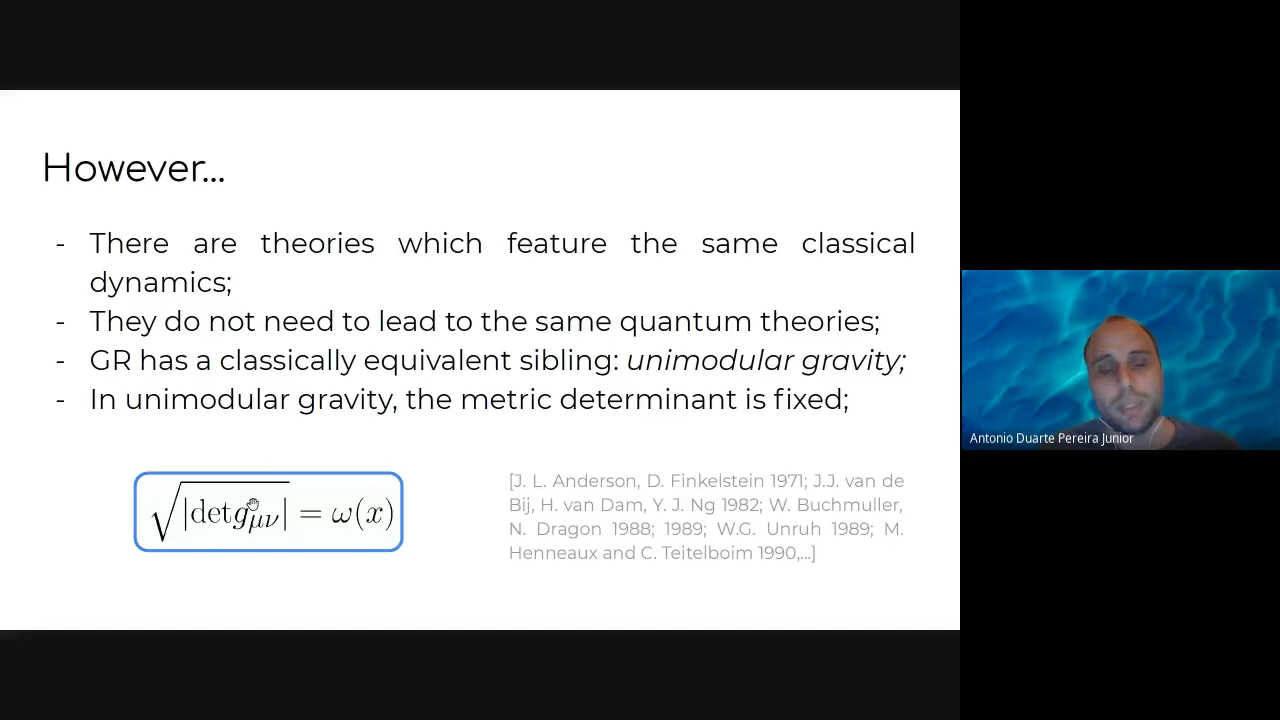 However...
- There are theories which feature the same classical
dynamics;
- They do not need to lead to the same quantum theories;
- GR has a classically equivalent sibling: unimodular gravity;
- In unimodular gravity, the metric determinant is fixed;
√|detgμν| = ω(x)
[J. L. Anderson, D. Finkelstein 1971; J.J. van de
Bij, H. van Dam, Y. J. Ng 1982; W. Buchmuller,
N. Dragon 1988; 1989; W.G. Unruh 1989; M.
Henneaux and C. Teitelboim 1990,...]
Antonio Duarte Pereira Junior